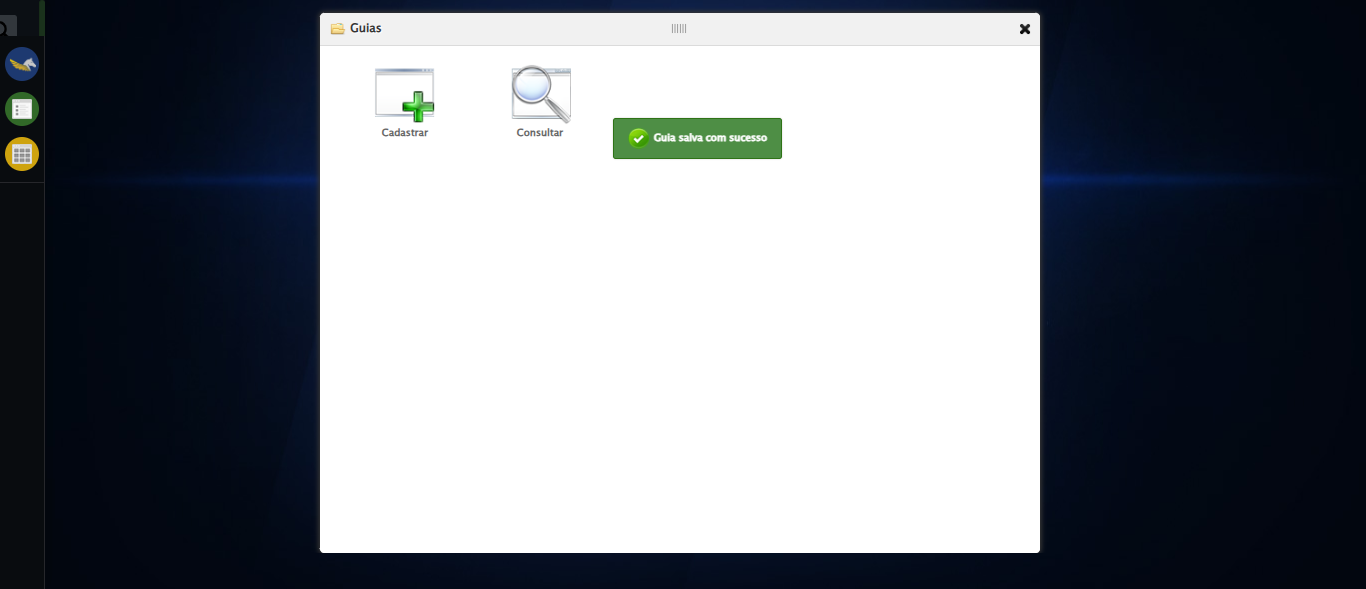 Guias
Cadastrar
Consultar
Guia salva com sucesso